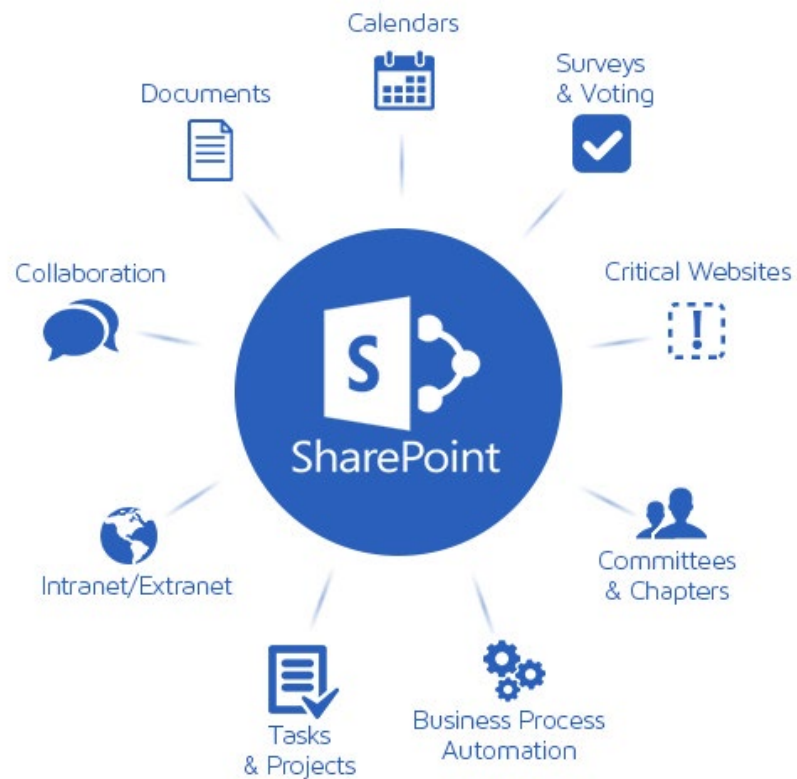 Calendars
Surveys
& Voting
Documents
Critical Websites
Collaboration
S
SharePoint
Committees
& Chapters
Intranet/Extranet
Business Process
Automation
Tasks
& Projects